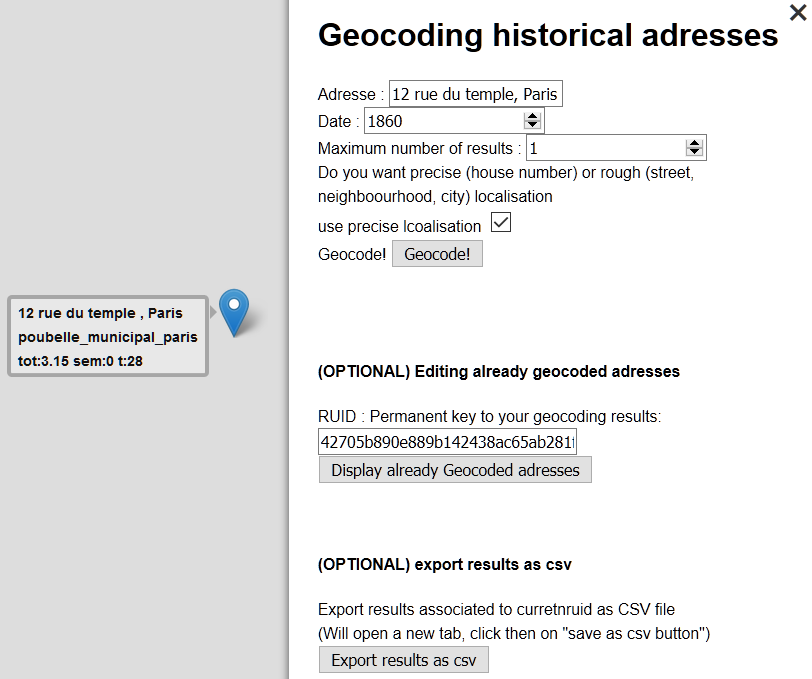 Geocoding historical adresses
Adresse : 12 rue du temple, Paris
Date : 1860
Maximum number of results : 1
Do you want precise (house number) or rough (street,
neighbourhood, city) localisation
use precise lcoalisation
Geocode! Geocode!
12 rue du temple , Paris
poubelle_municipal_paris
tot:3.15 sem:0 t:28
(OPTIONAL) Editing already geocoded adresses
RUID : Permanent key to your geocoding results:
42705b890e889b142438ac65ab281f
Display already Geocoded adresses
(OPTIONAL) export results as csv
Export results associated to curretnruid as CSV file
(Will open a new tab, click then on "save as csv button")
Export results as csv